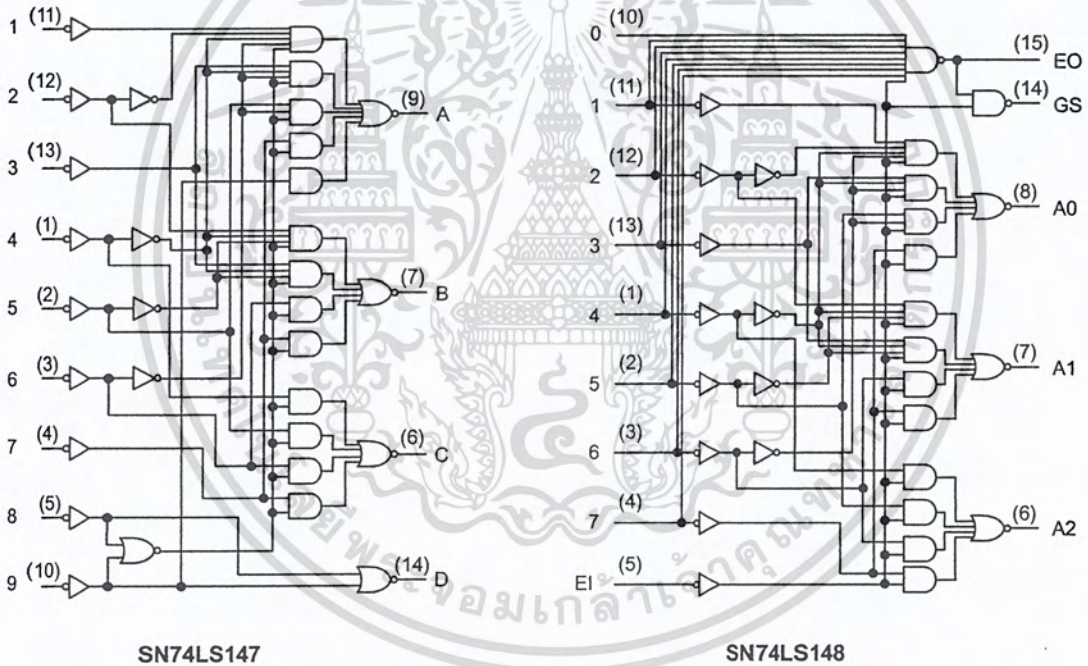 1 (11)
2 (12)
3 (13)
4 (1)
5 (2)
6 (3)
7 (4)
8 (5)
9 (10)
(9) A
(7) B
(6) C
(14) D
SN74LS147
0 (10)
1 (11)
2 (12)
3 (13)
4 (1)
5 (2)
6 (3)
7 (4)
EI (5)
(15) EO
(14) GS
(8) A0
(7) A1
(6) A2
SN74LS148